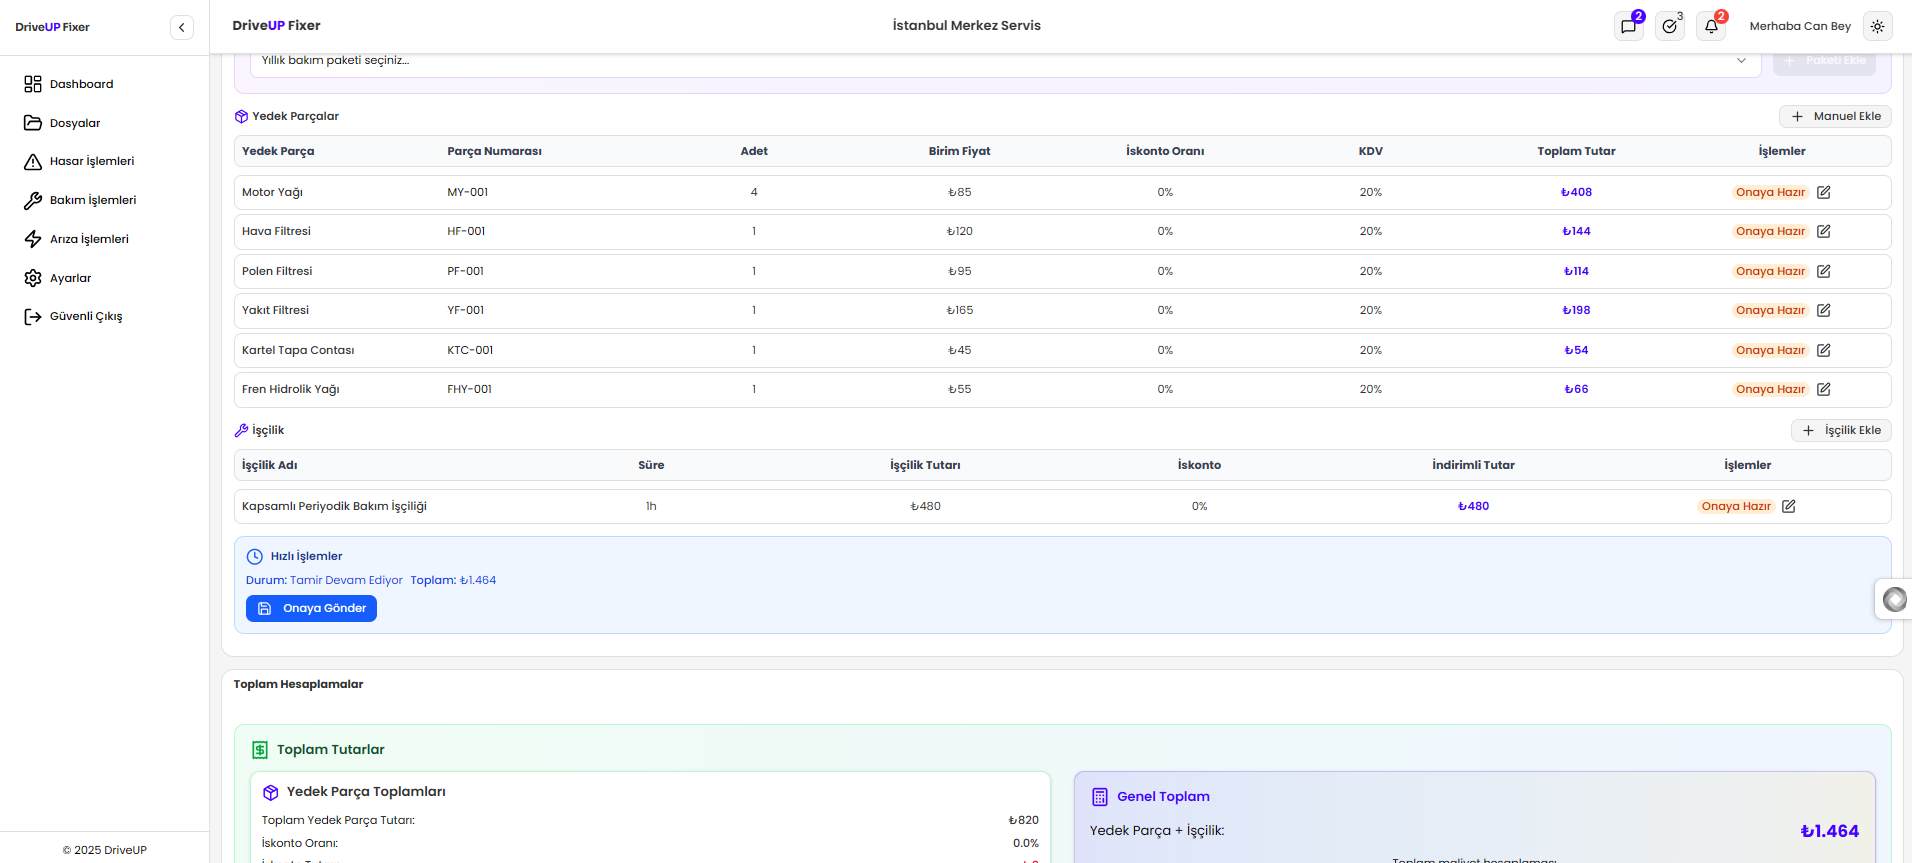 DriveUP Fixer
Dashboard
Dosyalar
Hasar İşlemleri
Bakım İşlemleri
Arıza İşlemleri
Ayarlar
Güvenli Çıkış
© 2025 DriveUP
DriveUP Fixer
İstanbul Merkez Servis
2
3
2
Merhaba Can Bey
Yıllık bakım paketi seçiniz...
Paketi Ekle
Yedek Parçalar
Manuel Ekle
Yedek Parça Parça Numarası Adet Birim Fiyat İskonto Oranı KDV Toplam Tutar İşlemler
Motor Yağı MY-001 4 ₺85 0% 20% ₺408 Onaya Hazır
Hava Filtresi HF-001 1 ₺120 0% 20% ₺144 Onaya Hazır
Polen Filtresi PF-001 1 ₺95 0% 20% ₺114 Onaya Hazır
Yakıt Filtresi YF-001 1 ₺165 0% 20% ₺198 Onaya Hazır
Kartel Tapa Contası KTC-001 1 ₺45 0% 20% ₺54 Onaya Hazır
Fren Hidrolik Yağı FHY-001 1 ₺55 0% 20% ₺66 Onaya Hazır
İşçilik
İşçilik Ekle
İşçilik Adı Süre İşçilik Tutarı İskonto İndirimli Tutar İşlemler
Kapsamlı Periyodik Bakım İşçiliği 1h ₺480 0% ₺480 Onaya Hazır
Hızlı İşlemler
Durum: Tamir Devam Ediyor Toplam: ₺1.464
Onaya Gönder
Toplam Hesaplamalar
Toplam Tutarlar
Yedek Parça Toplamları
Toplam Yedek Parça Tutarı: ₺820
İskonto Oranı: 0.0%
Genel Toplam
Yedek Parça + İşçilik: ₺1.464
Toplam maliyet hesaplaması